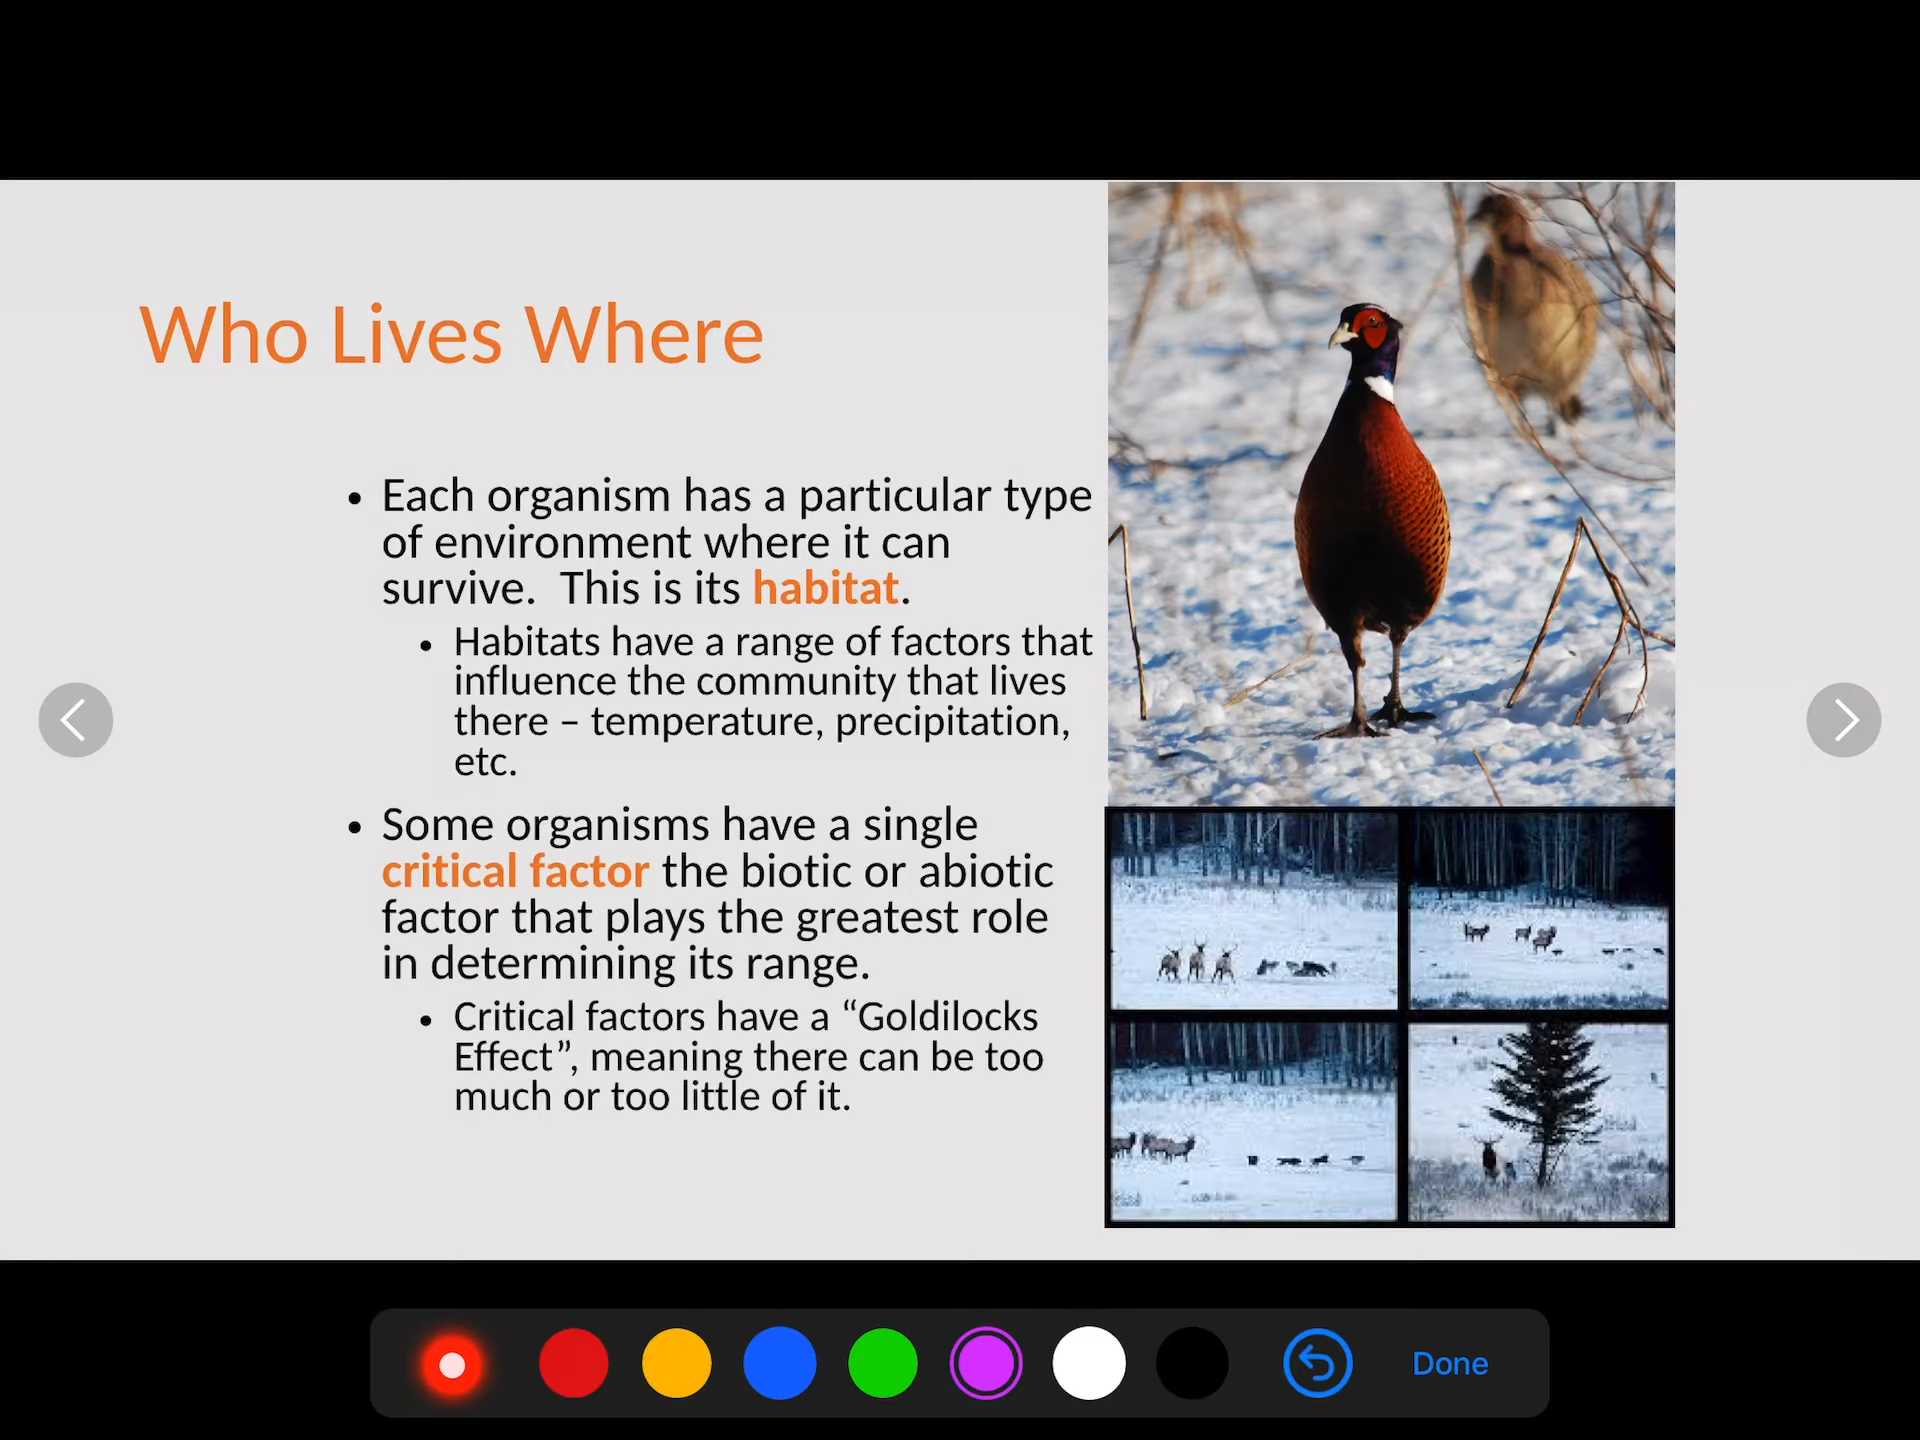 Who Lives Where
• Each organism has a particular type
of environment where it can
survive.  This is its habitat.
• Habitats have a range of factors that
influence the community that lives
there – temperature, precipitation,
etc.
• Some organisms have a single
critical factor the biotic or abiotic
factor that plays the greatest role
in determining its range.
• Critical factors have a “Goldilocks
Effect”, meaning there can be too
much or too little of it.
Done